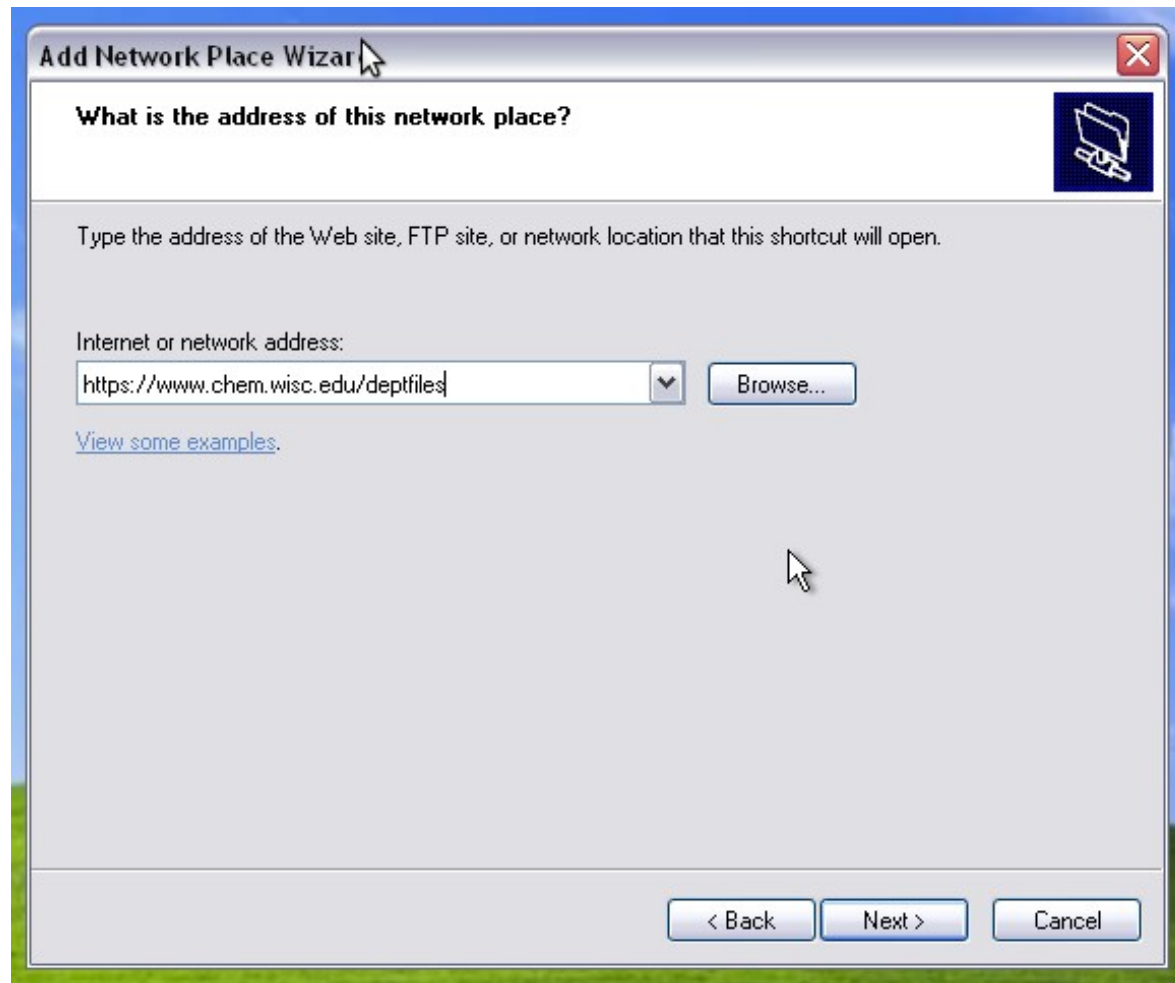 Add Network Place Wizar
What is the address of this network place?
Type the address of the Web site, FTP site, or network location that this shortcut will open.
Internet or network address:
https://www.chem.wisc.edu/deptfiles
Browse...
View some examples.
< Back
Next >
Cancel